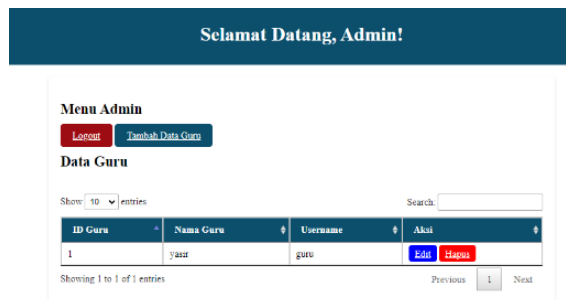 Selamat Datang, Admin!
Menu Admin
Logout Tambah Data Guru
Data Guru
Show 10 entries Search:
ID Guru Nama Guru Username Aksi
1 yasir guru Edit Hapus
Showing 1 to 1 of 1 entries Previous 1 Next